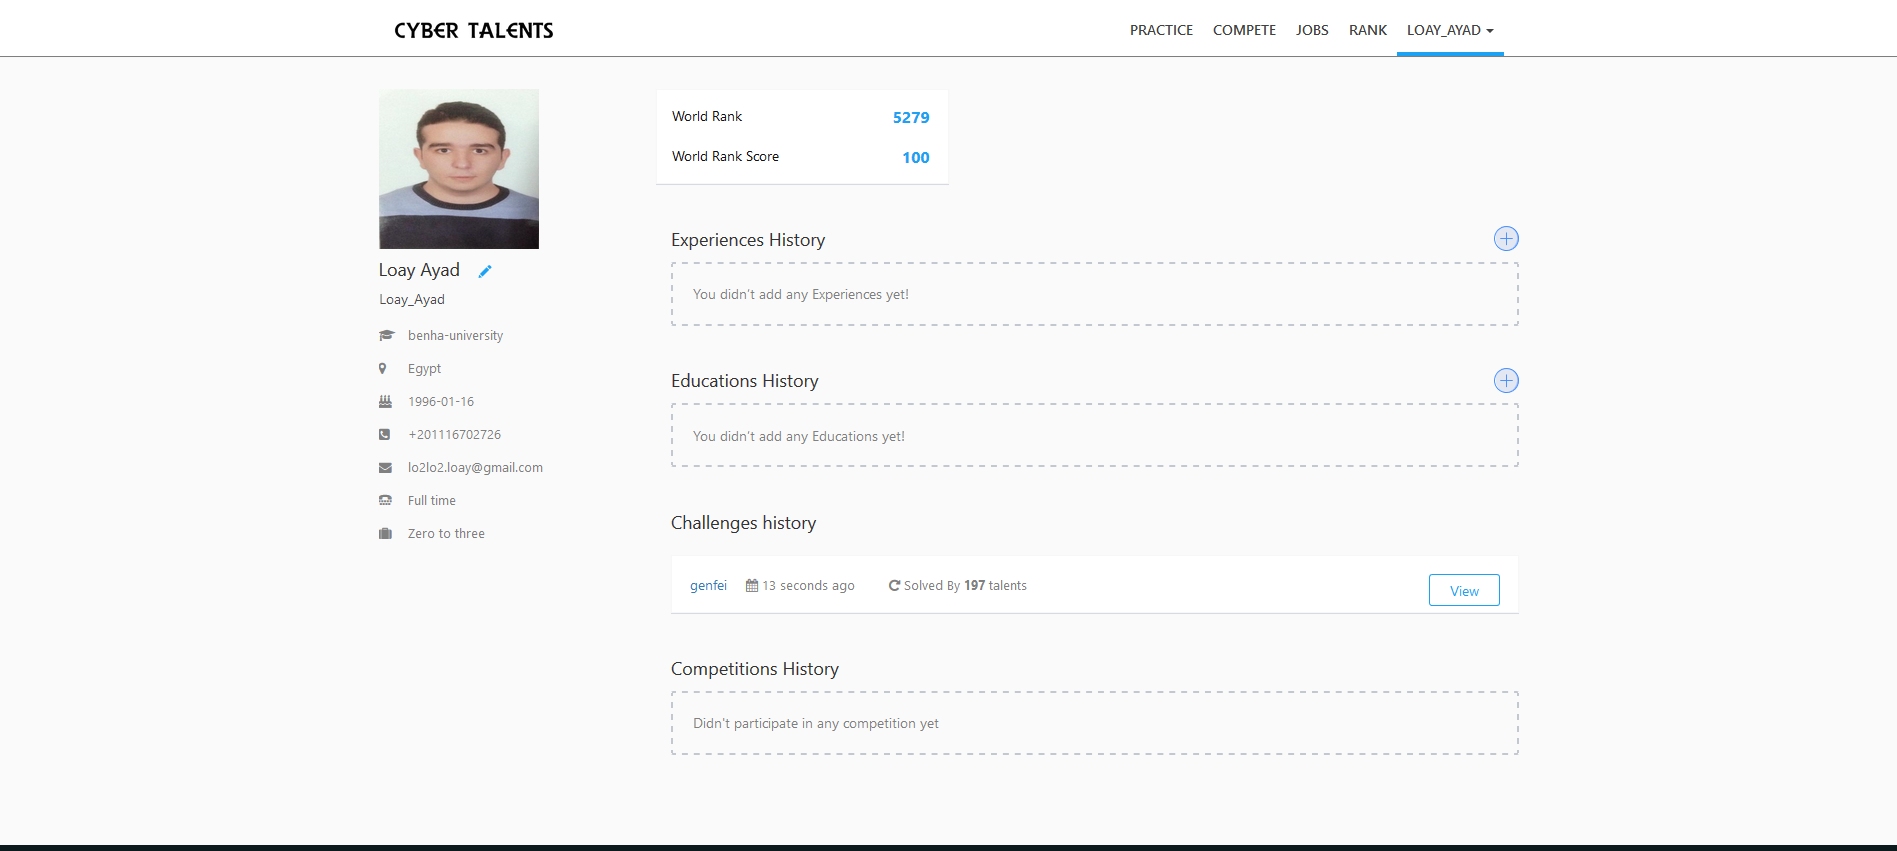 CYBER TALENTS
PRACTICE COMPETE JOBS RANK LOAY_AYAD
World Rank 5279
World Rank Score 100
Loay Ayad
Loay_Ayad
benha-university
Egypt
1996-01-16
+201116702726
lo2lo2.loay@gmail.com
Full time
Zero to three
Experiences History
You didn't add any Experiences yet!
Educations History
You didn't add any Educations yet!
Challenges history
genfei 13 seconds ago Solved By 197 talents View
Competitions History
Didn't participate in any competition yet